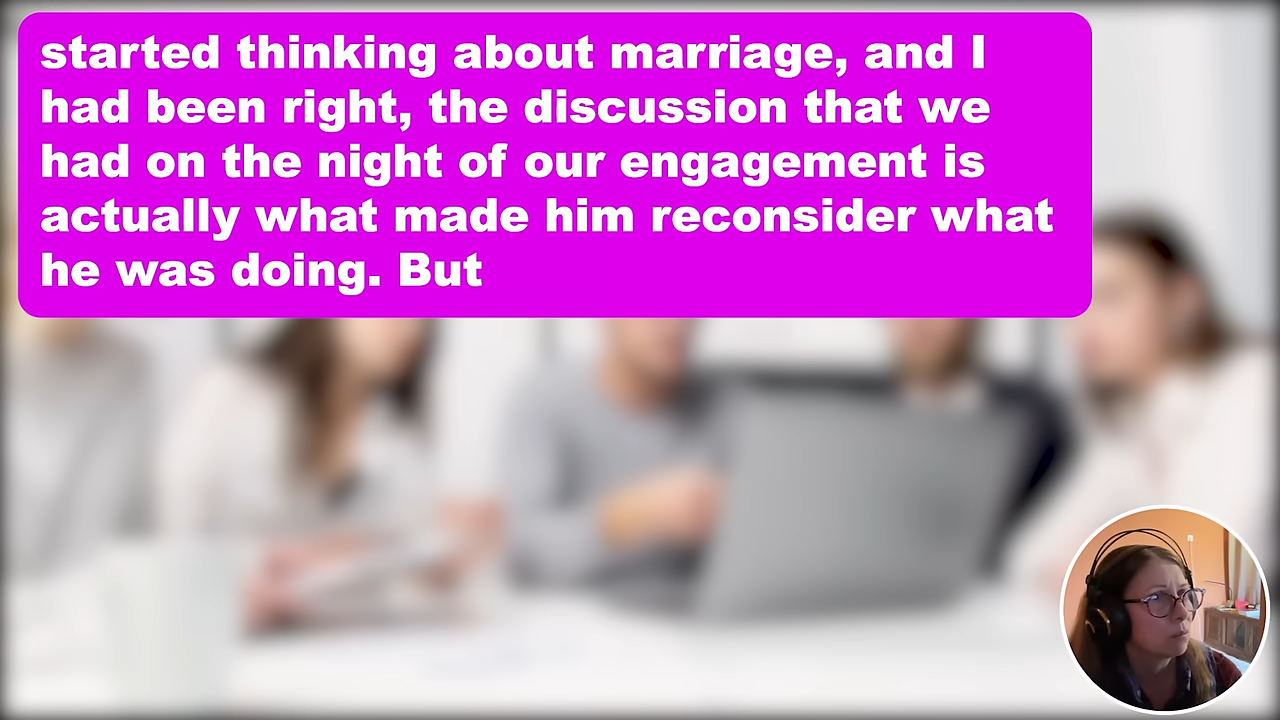 started thinking about marriage, and I
had been right, the discussion that we
had on the night of our engagement is
actually what made him reconsider what
he was doing. But